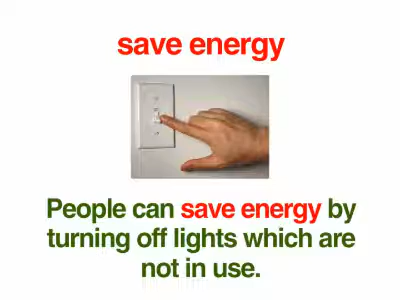 save energy
People can save energy by
turning off lights which are
not in use.